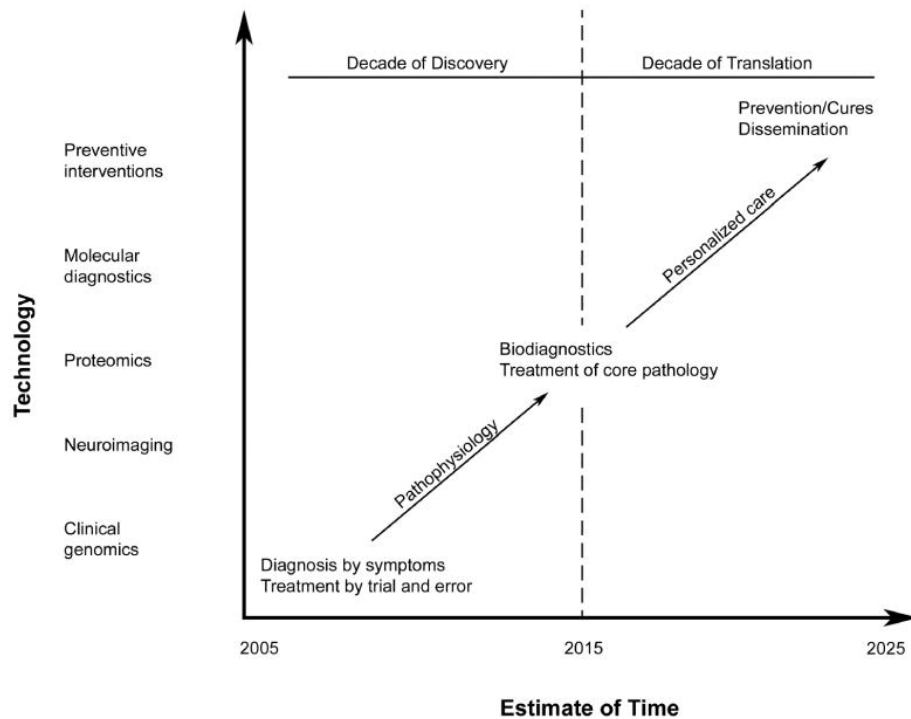 Decade of Discovery
Decade of Translation
Prevention/Cures
Dissemination
Preventive
interventions
Personalized care
Molecular
diagnostics
Technology
Biodiagnostics
Treatment of core pathology
Proteomics
Pathophysiology
Neuroimaging
Clinical
genomics
Diagnosis by symptoms
Treatment by trial and error
2005
2015
2025
Estimate of Time